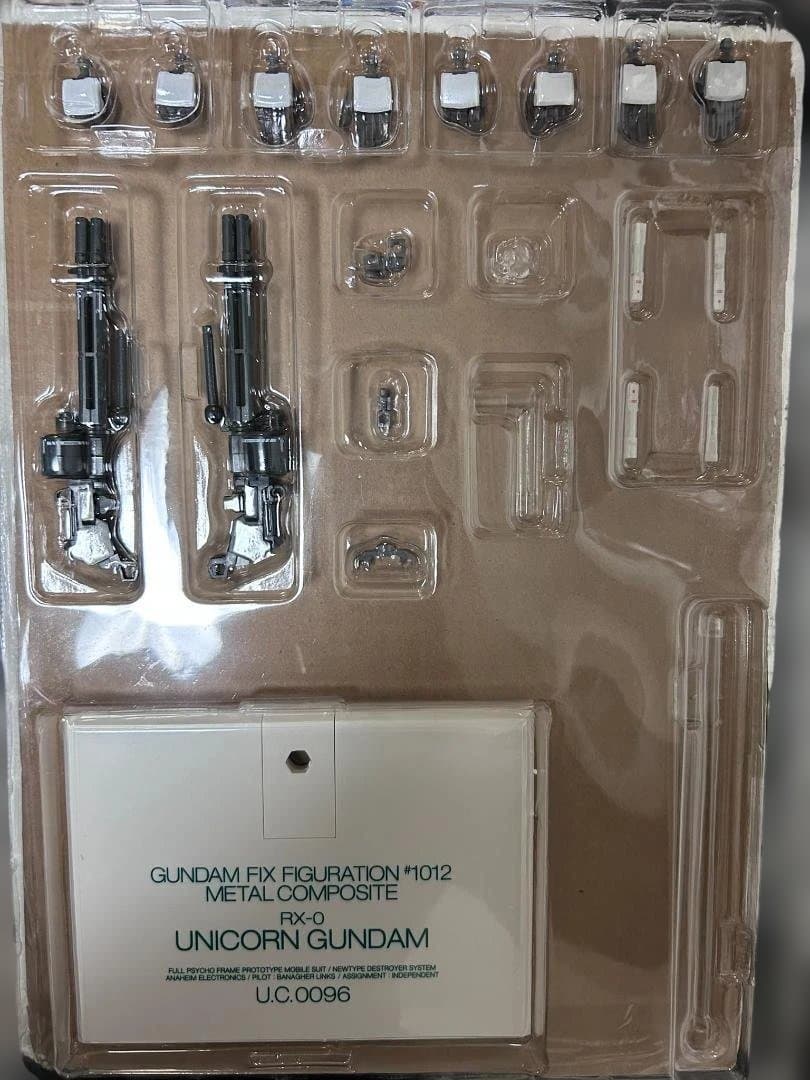 GUNDAM FIX FIGURATION #1012
METAL COMPOSITE
RX-0
UNICORN GUNDAM
FULL PSYCHO FRAME PROTOTYPE MOBILE SUIT / NEWTYPE DESTROYER SYSTEM
ANAHEIM ELECTRONICS / PILOT : BANAGHER LINKS / ASSIGNMENT : INDEPENDENT
U.C.0096